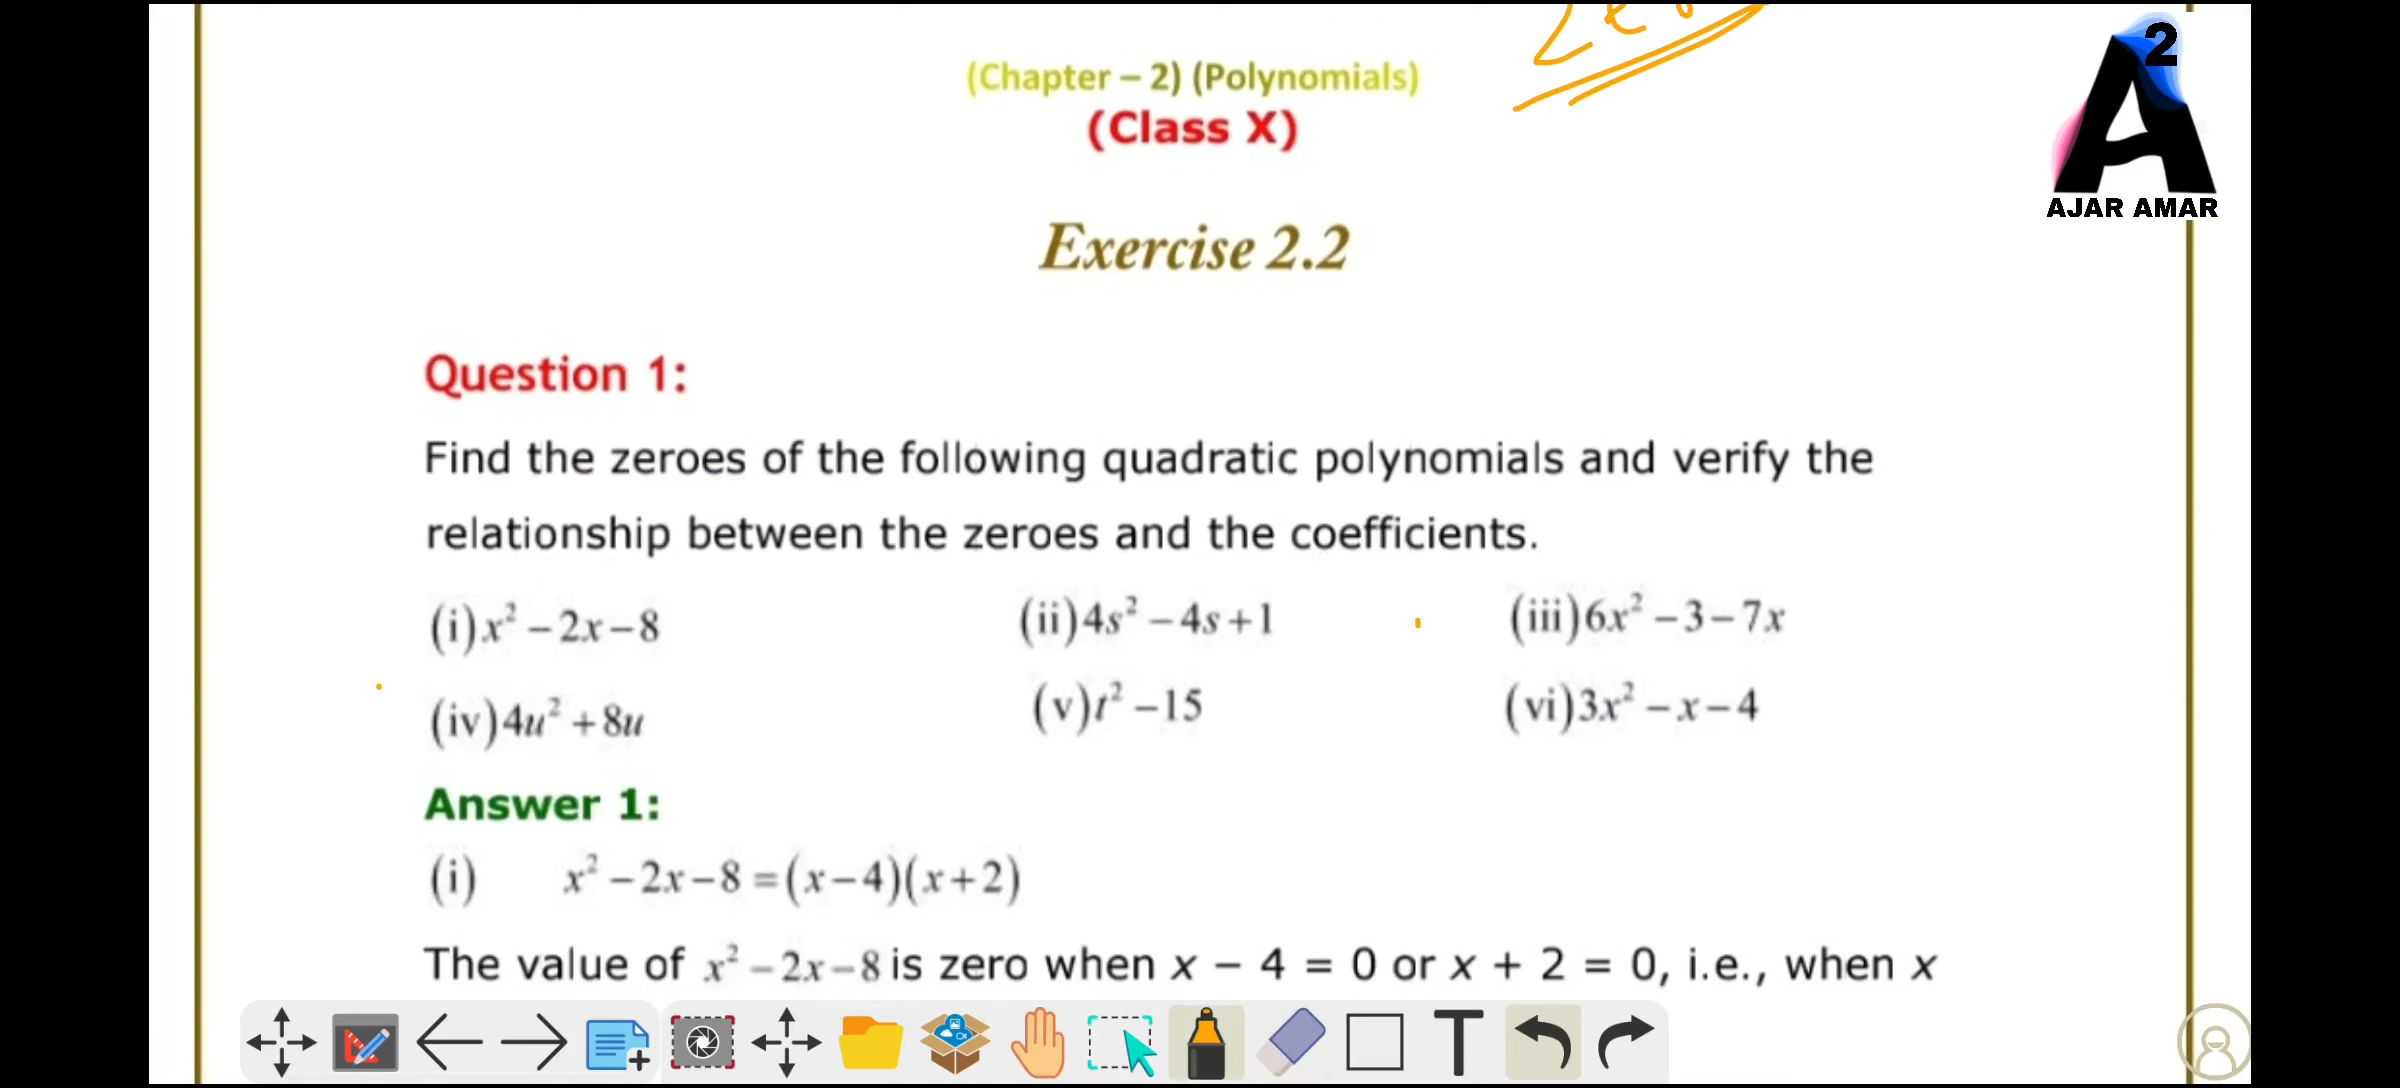 2
(Chapter – 2) (Polynomials)
(Class X)
AJAR AMAR
Exercise 2.2
Question 1:
Find the zeroes of the following quadratic polynomials and verify the
relationship between the zeroes and the coefficients.
(i) x² – 2x – 8 (ii) 4s² – 4s + 1 (iii) 6x² – 3 – 7x
(iv) 4u² + 8u (v) t² – 15 (vi) 3x² – x – 4
Answer 1:
(i) x² – 2x – 8 = (x – 4)(x + 2)
The value of x² – 2x – 8 is zero when x − 4 = 0 or x + 2 = 0, i.e., when x
T